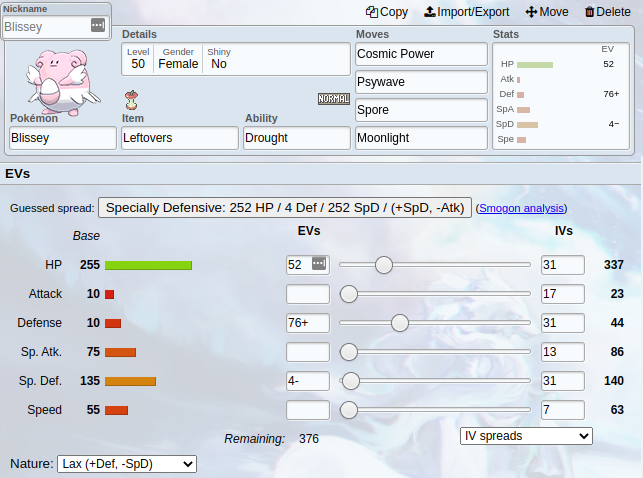 Nickname
Blissey
Copy Import/Export Move Delete
Details
Level Gender Shiny
50 Female No
Moves
Cosmic Power
Psywave
Spore
Moonlight
Stats
EV
HP 52
Atk
Def 76+
SpA
SpD 4−
Spe
NORMAL
Pokémon Item Ability
Blissey Leftovers Drought
EVs
Guessed spread: Specially Defensive: 252 HP / 4 Def / 252 SpD / (+SpD, -Atk) (Smogon analysis)
Base EVs IVs
HP 255 52 31 337
Attack 10 17 23
Defense 10 76+ 31 44
Sp. Atk. 75 13 86
Sp. Def. 135 4- 31 140
Speed 55 7 63
Remaining: 376 IV spreads
Nature: Lax (+Def, -SpD)